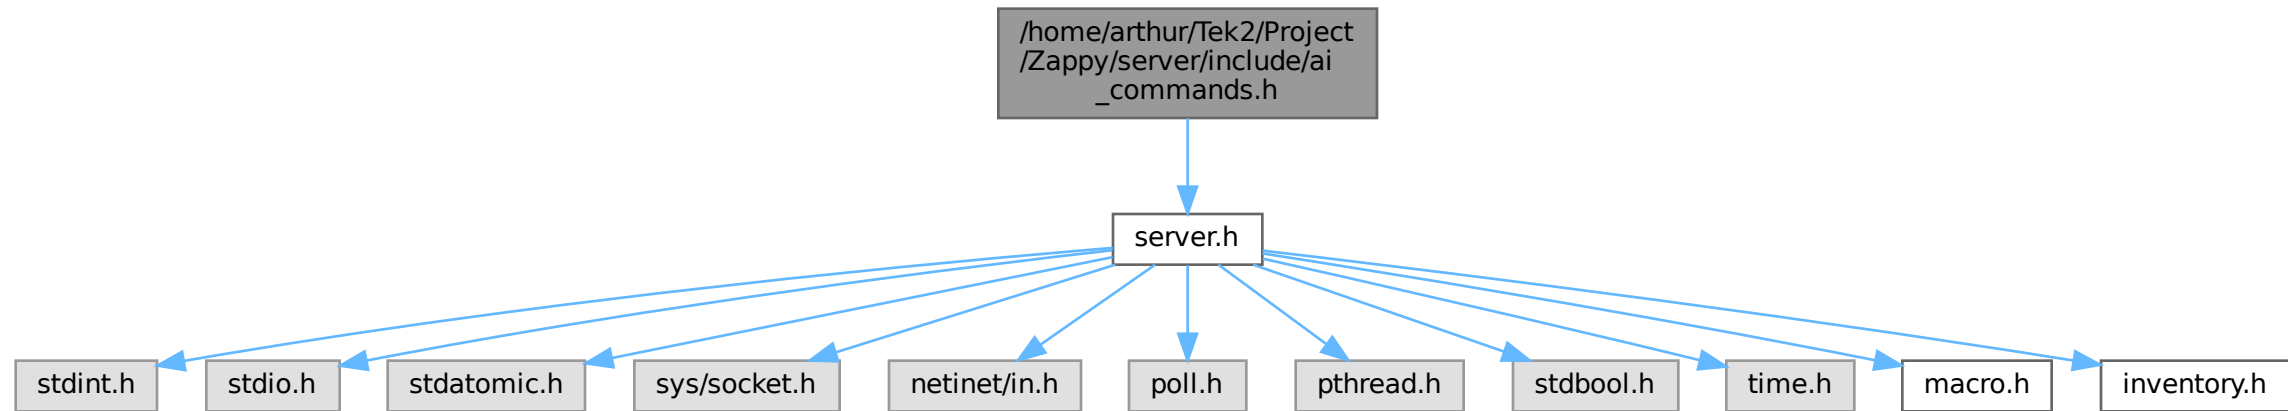 /home/arthur/Tek2/Project
/Zappy/server/include/ai
_commands.h
server.h
stdint.h
stdio.h
stdatomic.h
sys/socket.h
netinet/in.h
poll.h
pthread.h
stdbool.h
time.h
macro.h
inventory.h